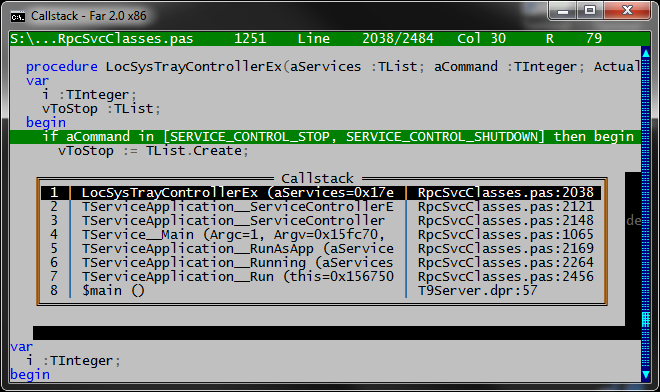 Callstack - Far 2.0 x86
S:\...RpcSvcClasses.pas 1251 Line 2038/2484 Col 30 R 79
procedure LocSysTrayControllerEx(aServices :TList; aCommand :TInteger; Actual
var
i :TInteger;
vToStop :TList;
begin
if aCommand in [SERVICE_CONTROL_STOP, SERVICE_CONTROL_SHUTDOWN] then begin
vToStop := TList.Create;
Callstack
1 LocSysTrayControllerEx (aServices=0x17e RpcSvcClasses.pas:2038
2 TServiceApplication__ServiceControllerE RpcSvcClasses.pas:2121
3 TServiceApplication__ServiceController RpcSvcClasses.pas:2148
4 TService__Main (Argc=1, Argv=0x15fc70, RpcSvcClasses.pas:1065
5 TServiceApplication__RunAsApp (aService RpcSvcClasses.pas:2169
6 TServiceApplication__Running (aServices RpcSvcClasses.pas:2264
7 TServiceApplication__Run (this=0x156750 RpcSvcClasses.pas:2456
8 $main () T9Server.dpr:57
de
var
i :TInteger;
begin